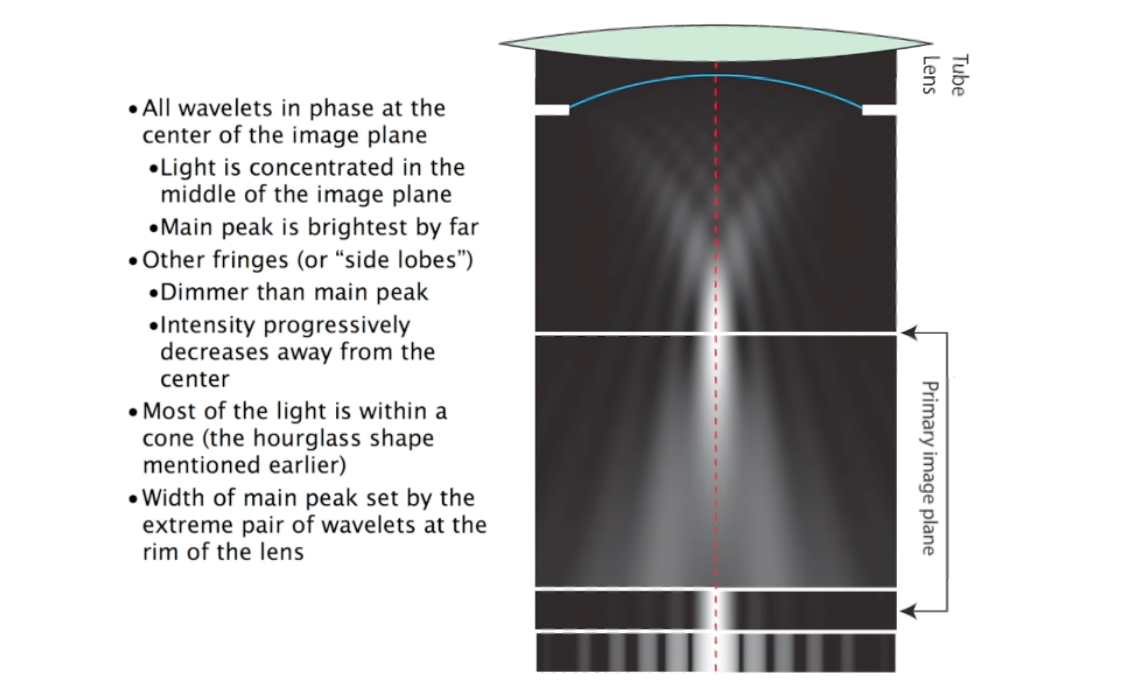 • All wavelets in phase at the
center of the image plane
•Light is concentrated in the
middle of the image plane
•Main peak is brightest by far
• Other fringes (or “side lobes”)
•Dimmer than main peak
•Intensity progressively
decreases away from the
center
• Most of the light is within a
cone (the hourglass shape
mentioned earlier)
• Width of main peak set by the
extreme pair of wavelets at the
rim of the lens
Tube
Lens
Primary image plane